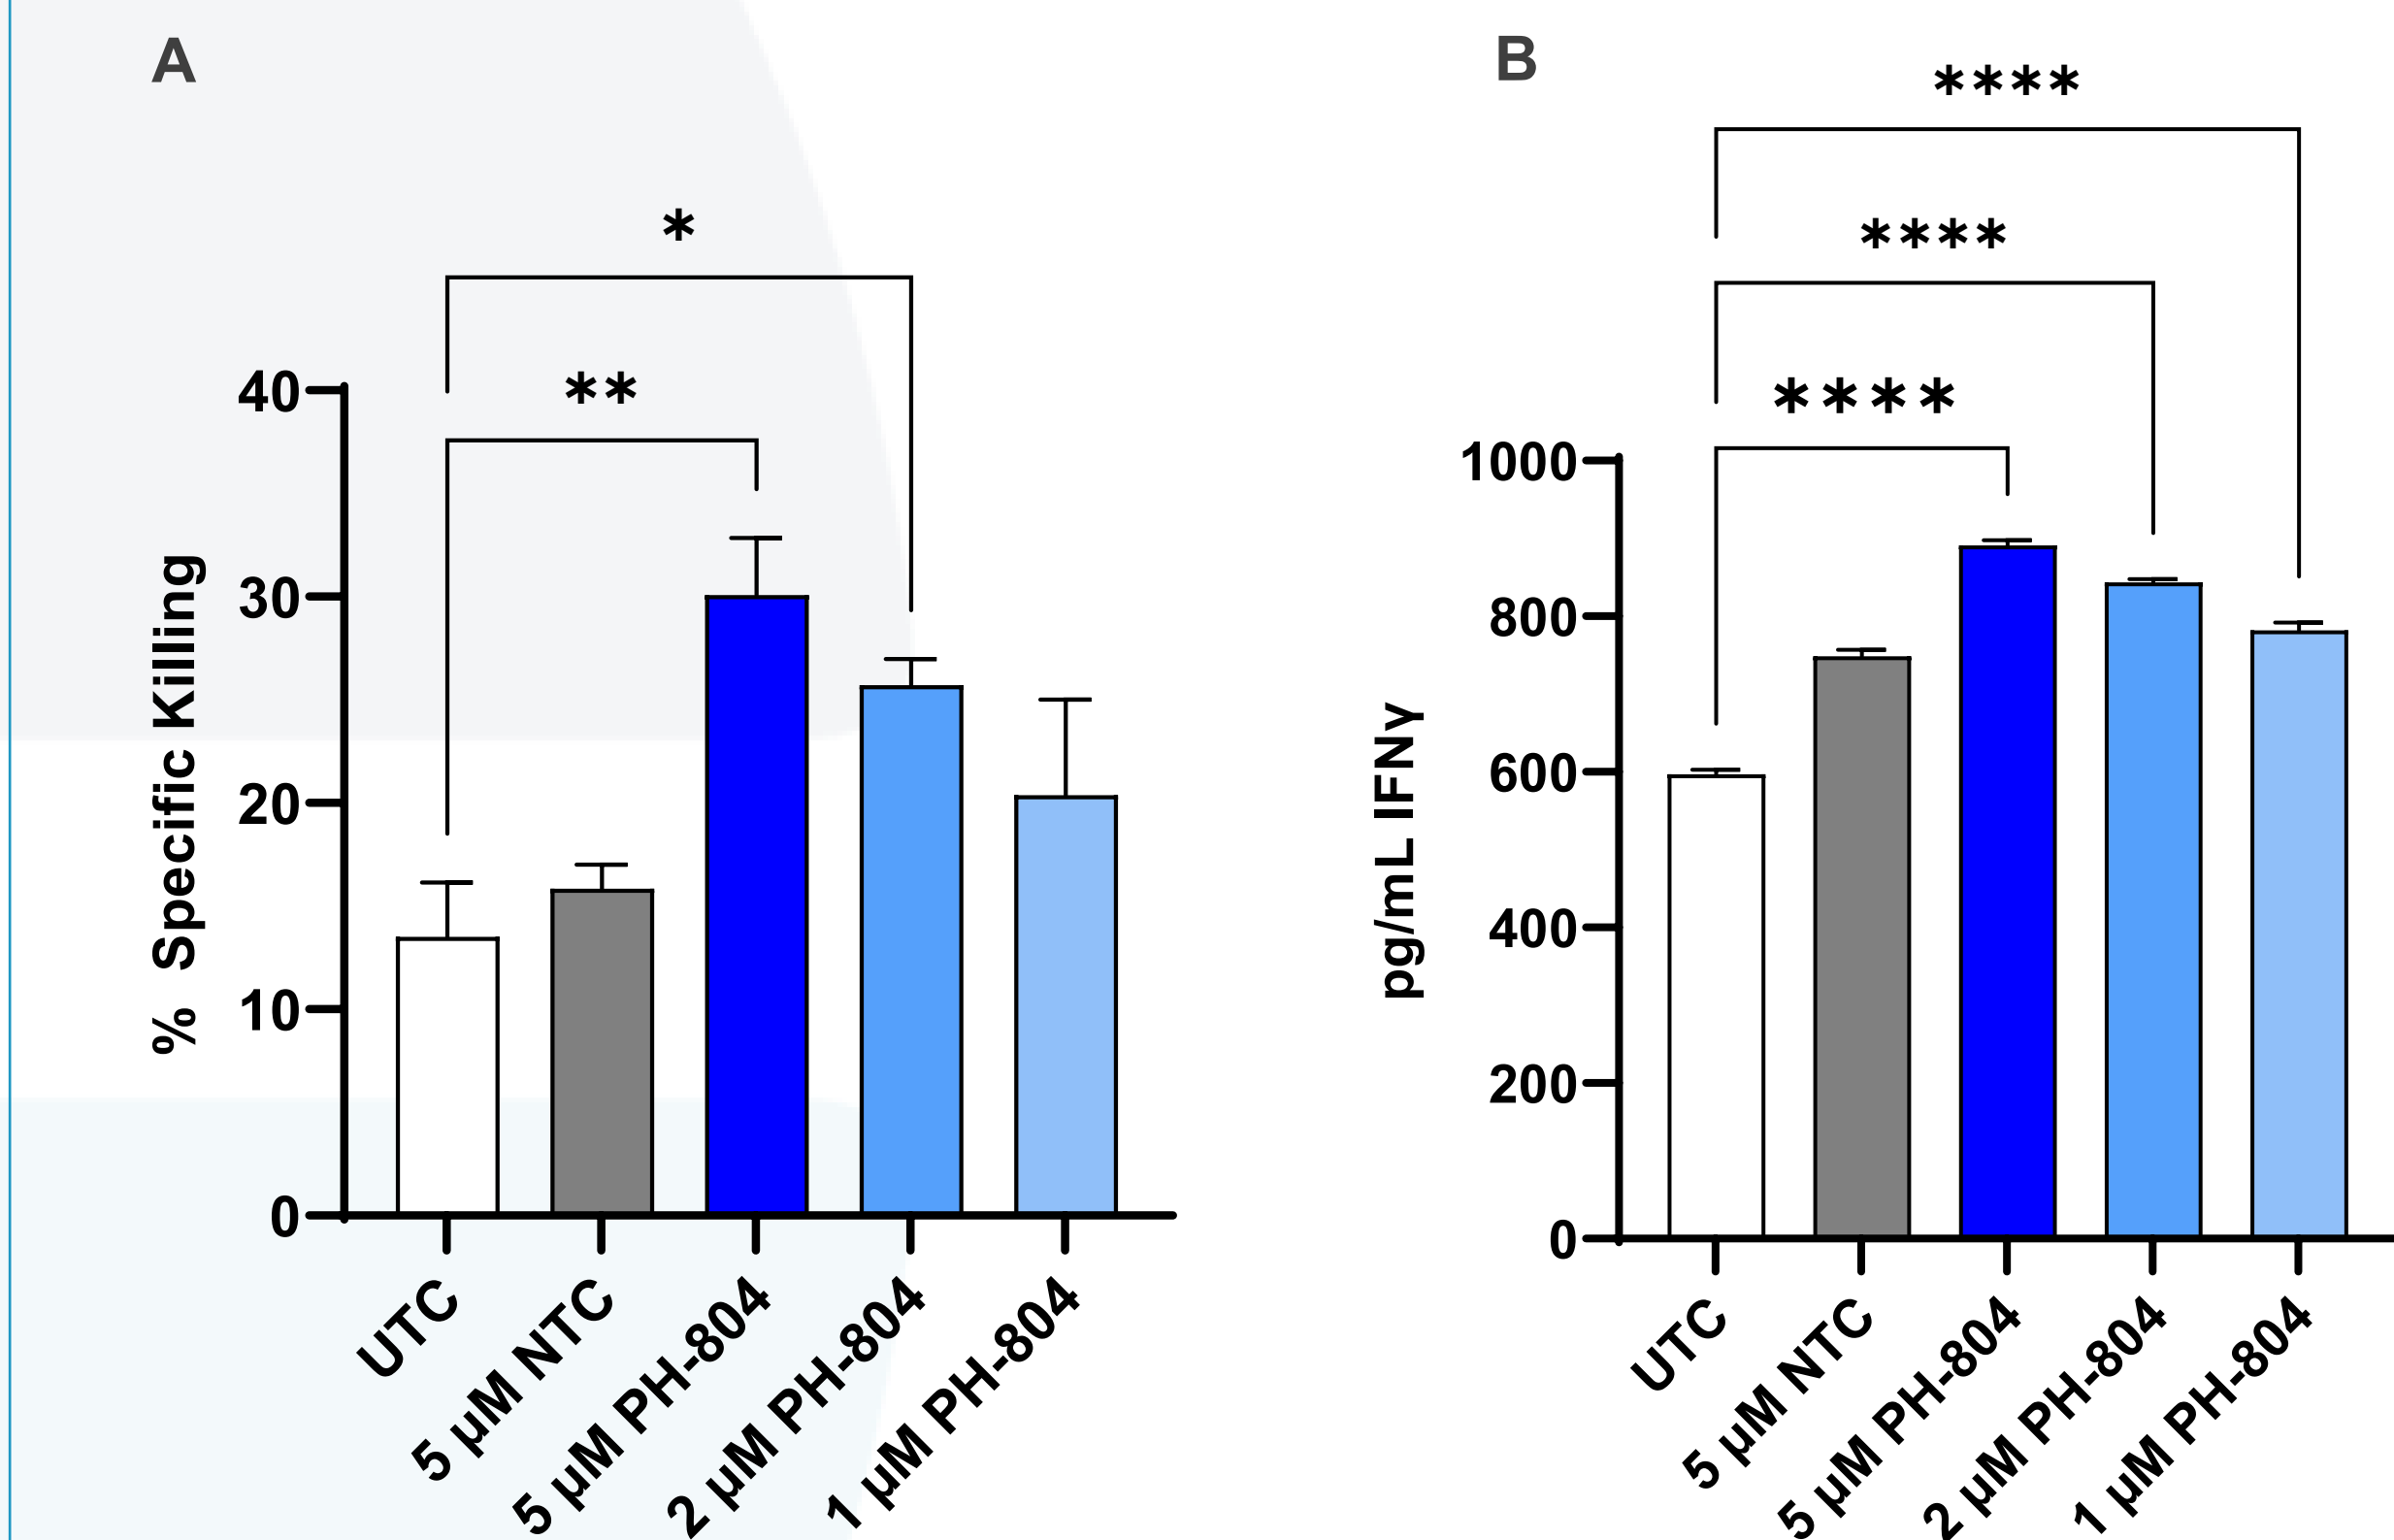 A
*
**
40
30
20
10
0
% Specific Killing
UTC
5 µM NTC
5 µM PH-804
2 µM PH-804
1 µM PH-804
B
****
****
****
1000
800
600
400
200
0
pg/mL IFNγ
UTC
5 µM NTC
5 µM PH-804
2 µM PH-804
1 µM PH-804